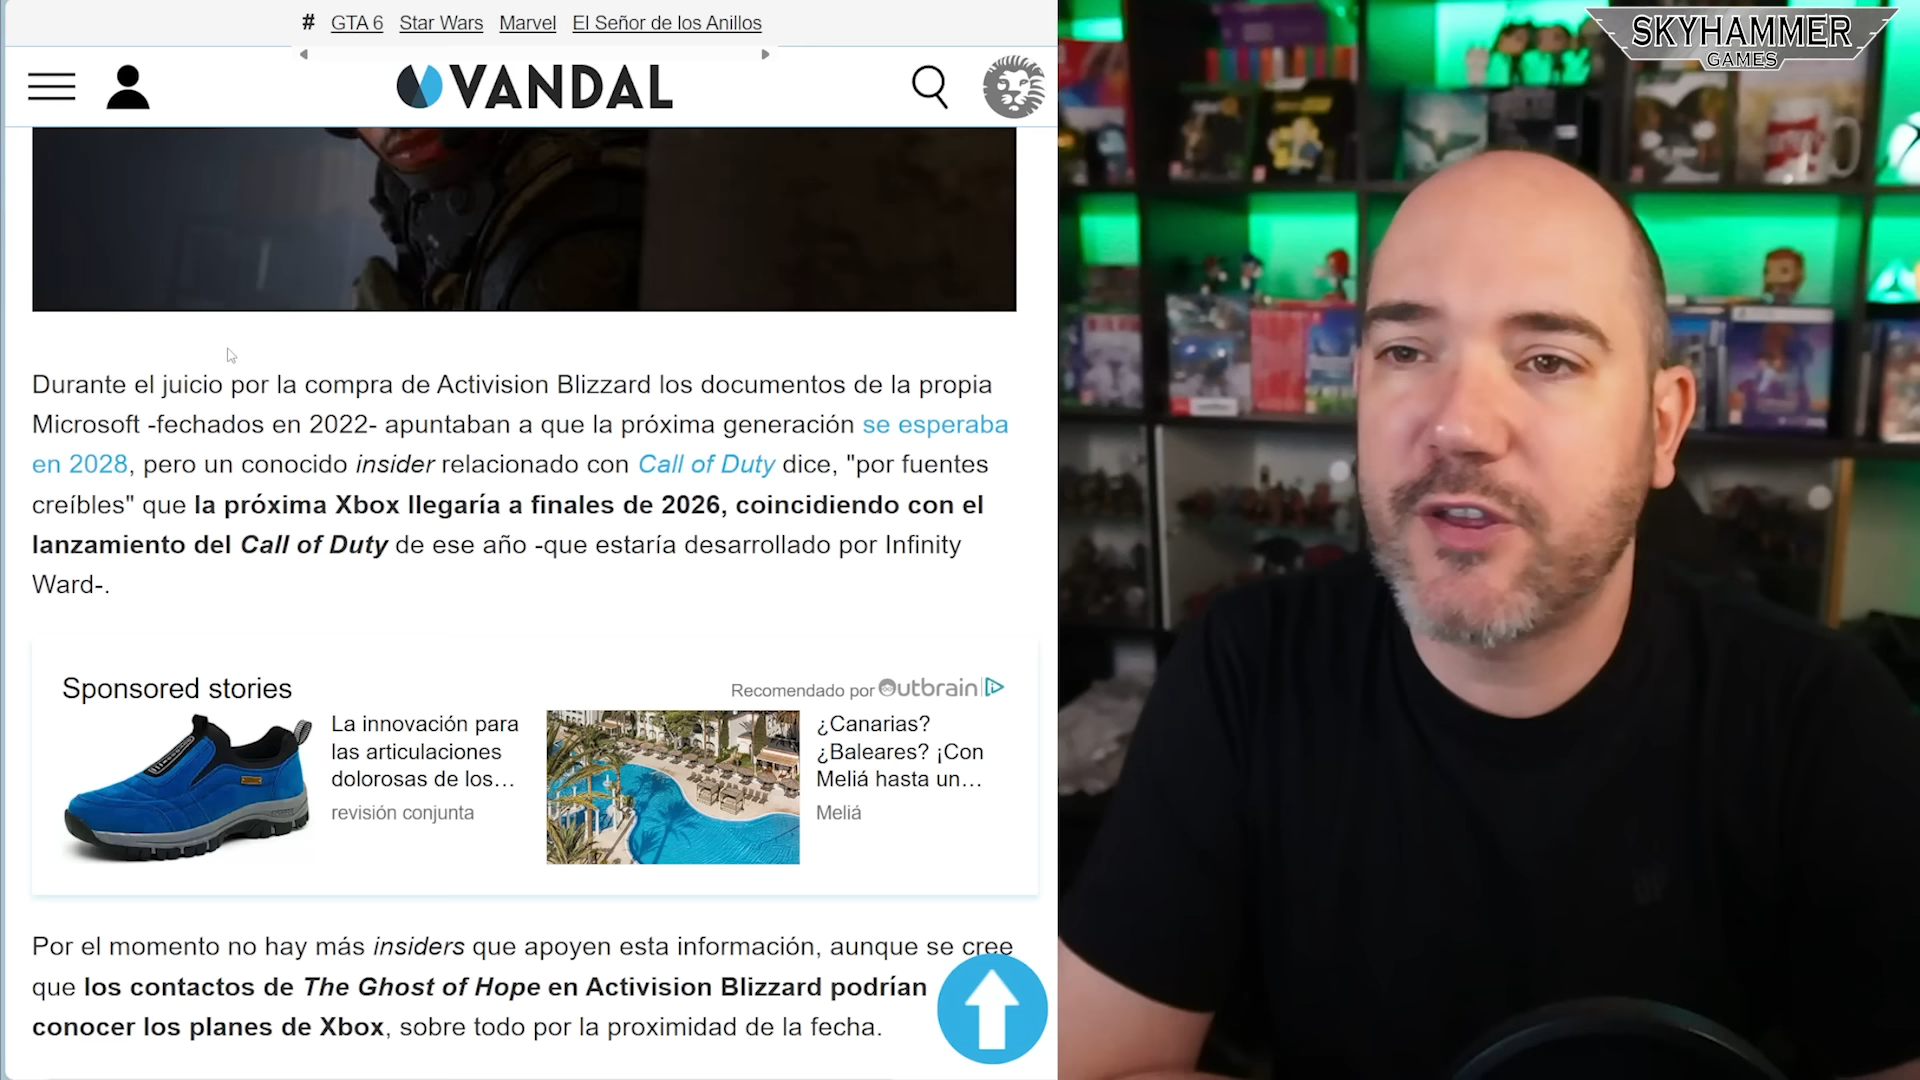 # GTA 6 Star Wars Marvel El Señor de los Anillos
VANDAL
SKYHAMMER
GAMES
Durante el juicio por la compra de Activision Blizzard los documentos de la propia
Microsoft -fechados en 2022- apuntaban a que la próxima generación se esperaba
en 2028, pero un conocido insider relacionado con Call of Duty dice, "por fuentes
creíbles" que la próxima Xbox llegaría a finales de 2026, coincidiendo con el
lanzamiento del Call of Duty de ese año -que estaría desarrollado por Infinity
Ward-.
Sponsored stories
Recomendado por Outbrain
La innovación para
las articulaciones
dolorosas de los...
revisión conjunta
¿Canarias?
¿Baleares? ¡Con
Meliá hasta un...
Meliá
Por el momento no hay más insiders que apoyen esta información, aunque se cree
que los contactos de The Ghost of Hope en Activision Blizzard podrían
conocer los planes de Xbox, sobre todo por la proximidad de la fecha.